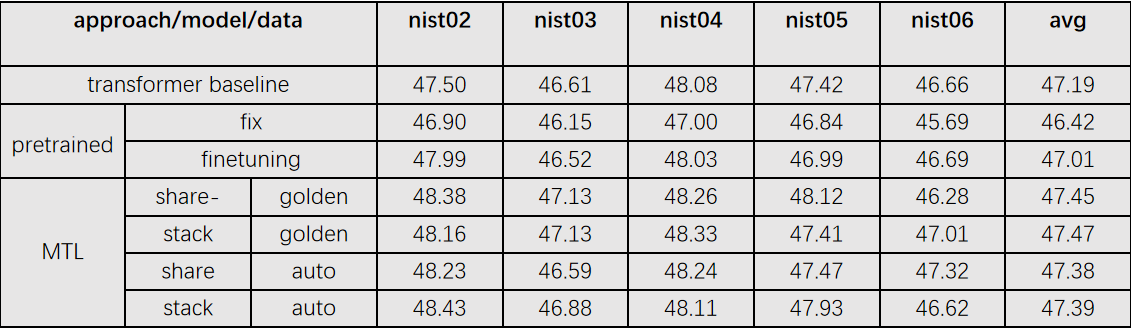 approach/model/data nist02 nist03 nist04 nist05 nist06 avg
transformer baseline 47.50 46.61 48.08 47.42 46.66 47.19
pretrained fix 46.90 46.15 47.00 46.84 45.69 46.42
finetuning 47.99 46.52 48.03 46.99 46.69 47.01
MTL share- golden 48.38 47.13 48.26 48.12 46.28 47.45
stack golden 48.16 47.13 48.33 47.41 47.01 47.47
share auto 48.23 46.59 48.24 47.47 47.32 47.38
stack auto 48.43 46.88 48.11 47.93 46.62 47.39